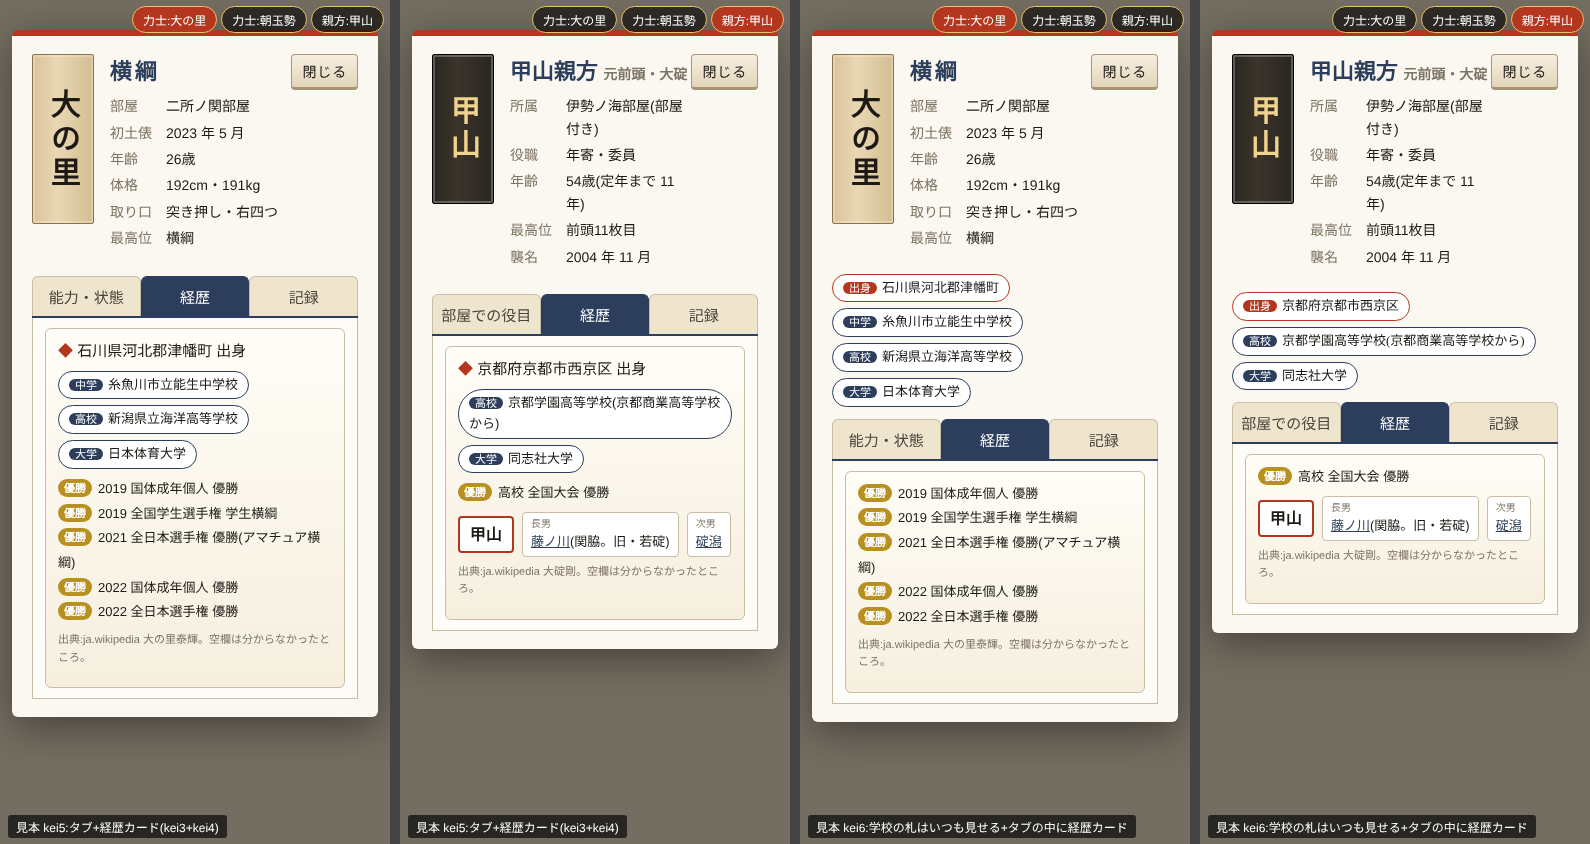 力士:大の里
力士:朝玉勢
親方:甲山
大の里
横綱
閉じる
部屋 二所ノ関部屋
初土俵 2023 年 5 月
年齢 26歳
体格 192cm・191kg
取り口 突き押し・右四つ
最高位 横綱
能力・状態
経歴
記録
◆ 石川県河北郡津幡町 出身
中学 糸魚川市立能生中学校
高校 新潟県立海洋高等学校
大学 日本体育大学
優勝 2019 国体成年個人 優勝
優勝 2019 全国学生選手権 学生横綱
優勝 2021 全日本選手権 優勝(アマチュア横
綱)
優勝 2022 国体成年個人 優勝
優勝 2022 全日本選手権 優勝
出典:ja.wikipedia 大の里泰輝。空欄は分からなかったと
ころ。
見本 kei5:タブ+経歴カード(kei3+kei4)
力士:大の里
力士:朝玉勢
親方:甲山
甲山
甲山親方 元前頭・大碇
閉じる
所属 伊勢ノ海部屋(部屋
付き)
役職 年寄・委員
年齢 54歳(定年まで 11
年)
最高位 前頭11枚目
襲名 2004 年 11 月
部屋での役目
経歴
記録
◆ 京都府京都市西京区 出身
高校 京都学園高等学校(京都商業高等学校
から)
大学 同志社大学
優勝 高校 全国大会 優勝
甲山
長男
藤ノ川(関脇。旧・若碇)
次男
碇潟
出典:ja.wikipedia 大碇剛。空欄は分からなかったとこ
ろ。
見本 kei5:タブ+経歴カード(kei3+kei4)
力士:大の里
力士:朝玉勢
親方:甲山
大の里
横綱
閉じる
部屋 二所ノ関部屋
初土俵 2023 年 5 月
年齢 26歳
体格 192cm・191kg
取り口 突き押し・右四つ
最高位 横綱
出身 石川県河北郡津幡町
中学 糸魚川市立能生中学校
高校 新潟県立海洋高等学校
大学 日本体育大学
能力・状態
経歴
記録
優勝 2019 国体成年個人 優勝
優勝 2019 全国学生選手権 学生横綱
優勝 2021 全日本選手権 優勝(アマチュア横
綱)
優勝 2022 国体成年個人 優勝
優勝 2022 全日本選手権 優勝
出典:ja.wikipedia 大の里泰輝。空欄は分からなかったと
ころ。
見本 kei6:学校の札はいつも見せる+タブの中に経歴カード
力士:大の里
力士:朝玉勢
親方:甲山
甲山
甲山親方 元前頭・大碇
閉じる
所属 伊勢ノ海部屋(部屋
付き)
役職 年寄・委員
年齢 54歳(定年まで 11
年)
最高位 前頭11枚目
襲名 2004 年 11 月
出身 京都府京都市西京区
高校 京都学園高等学校(京都商業高等学校から)
大学 同志社大学
部屋での役目
経歴
記録
優勝 高校 全国大会 優勝
甲山
長男
藤ノ川(関脇。旧・若碇)
次男
碇潟
出典:ja.wikipedia 大碇剛。空欄は分からなかったとこ
ろ。
見本 kei6:学校の札はいつも見せる+タブの中に経歴カード